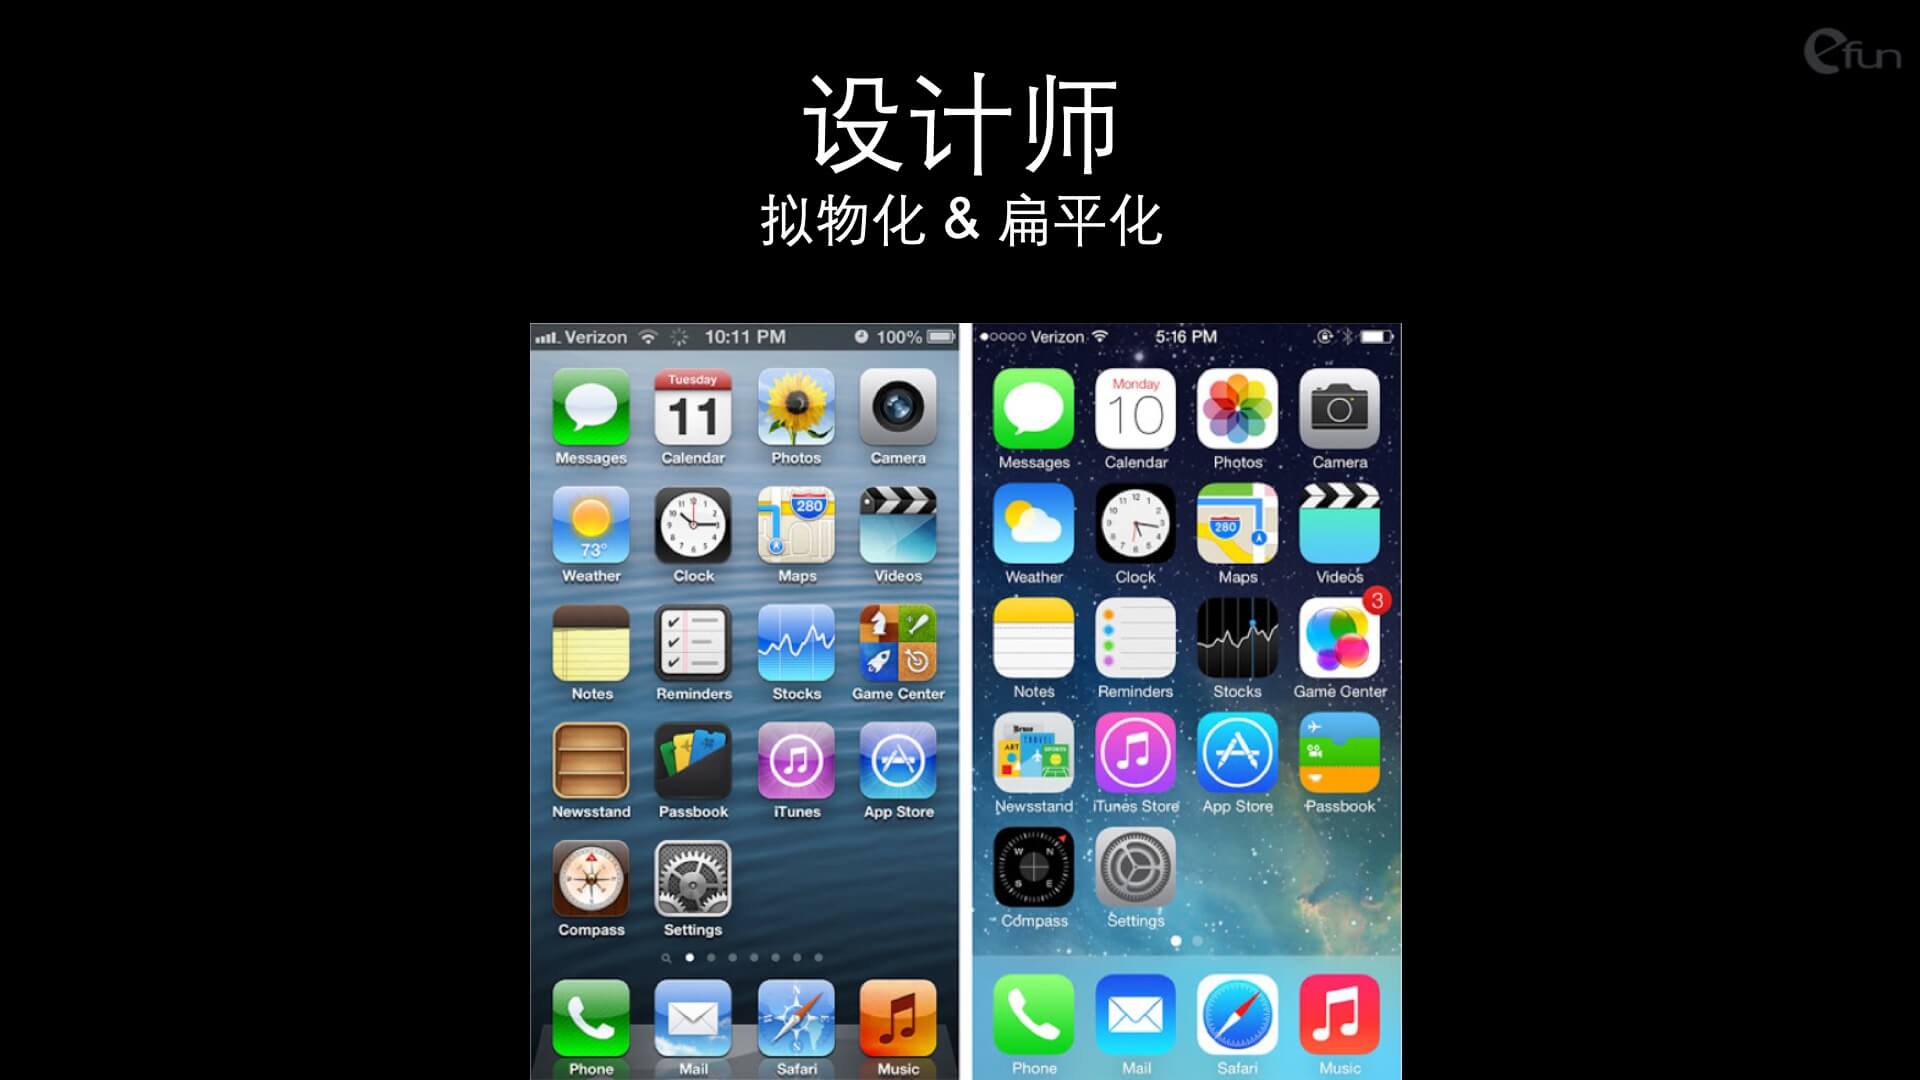 efun
设计师
拟物化 & 扁平化
Verizon 10:11 PM 100%
Tuesday
11
Messages Calendar Photos Camera
73°
280
Weather Clock Maps Videos
Notes Reminders Stocks Game Center
Newsstand Passbook iTunes App Store
Compass Settings
Phone Mail Safari Music
Verizon 5:16 PM
Monday
10
Messages Calendar Photos Camera
280
Weather Clock Maps Videos
3
Notes Reminders Stocks Game Center
ART TRAVEL SPORTS
Newsstand iTunes Store App Store Passbook
W N
S E
Compass Settings
Phone Mail Safari Music